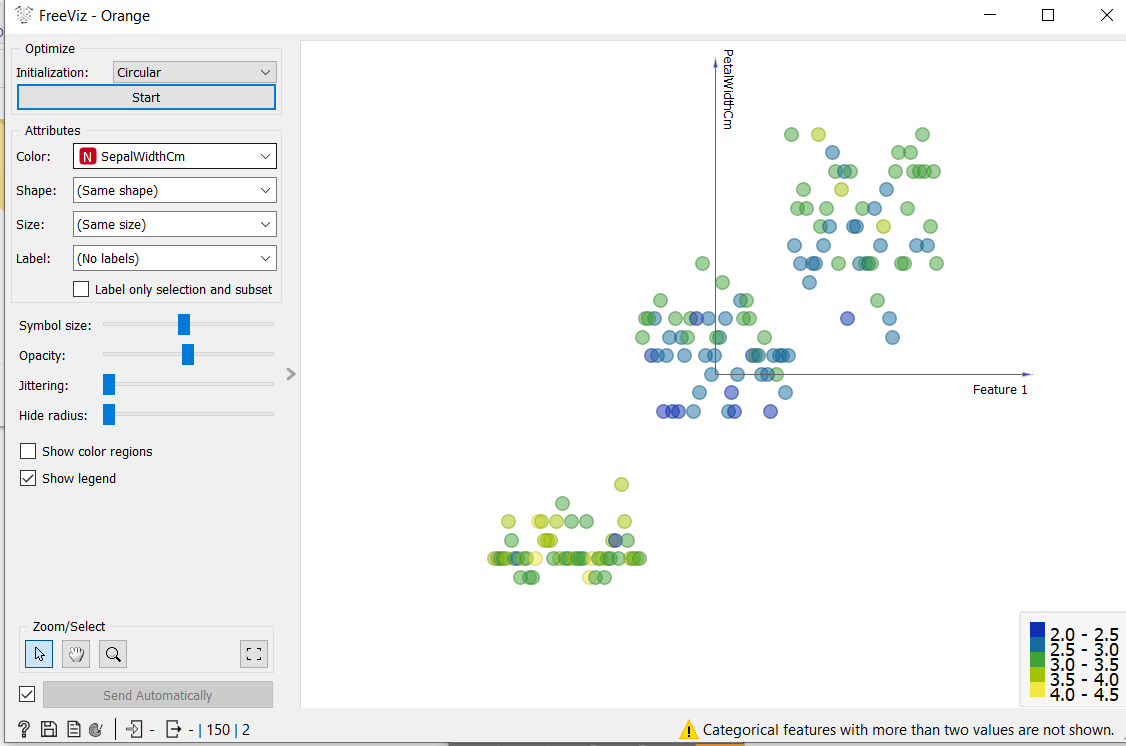 FreeViz - Orange
Optimize
Initialization: Circular
Start
Attributes
Color: N SepalWidthCm
Shape: (Same shape)
Size: (Same size)
Label: (No labels)
Label only selection and subset
Symbol size:
Opacity:
Jittering:
Hide radius:
Show color regions
Show legend
PetalWidthCm
Feature 1
2.0 - 2.5
2.5 - 3.0
3.0 - 3.5
3.5 - 4.0
4.0 - 4.5
Zoom/Select
Send Automatically
? - - | 150 | 2
Categorical features with more than two values are not shown.